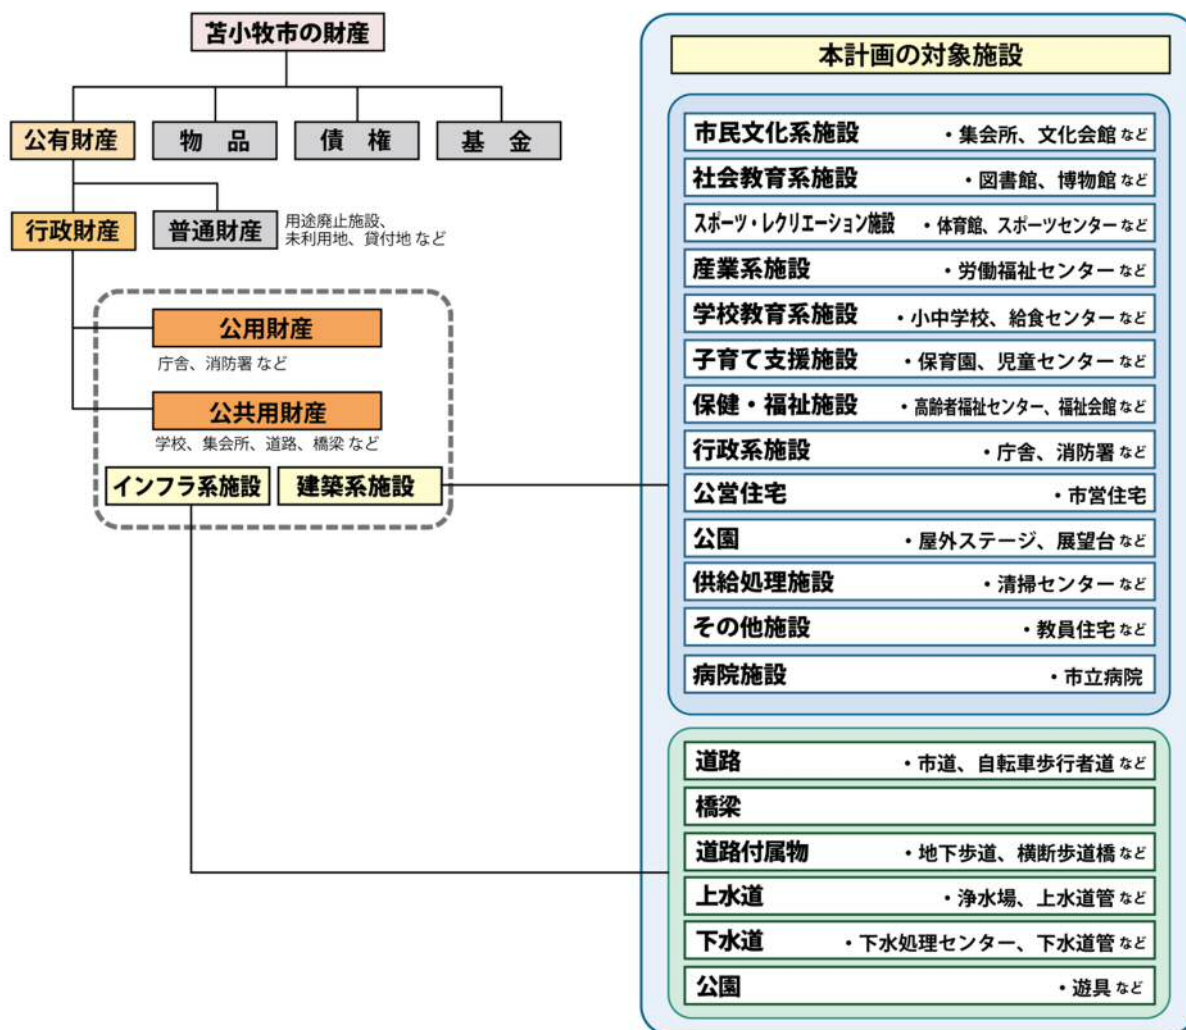 苫小牧市の財産
公有財産
物　品
債　権
基　金
行政財産
普通財産
用途廃止施設、
未利用地、貸付地 など
公用財産
庁舎、消防署 など
公共用財産
学校、集会所、道路、橋梁 など
インフラ系施設
建築系施設
本計画の対象施設
市民文化系施設 ・集会所、文化会館 など
社会教育系施設 ・図書館、博物館 など
スポーツ・レクリエーション施設 ・体育館、スポーツセンター など
産業系施設 ・労働福祉センター など
学校教育系施設 ・小中学校、給食センター など
子育て支援施設 ・保育園、児童センター など
保健・福祉施設 ・高齢者福祉センター、福祉会館 など
行政系施設 ・庁舎、消防署 など
公営住宅 ・市営住宅
公園 ・屋外ステージ、展望台 など
供給処理施設 ・清掃センター など
その他施設 ・教員住宅 など
病院施設 ・市立病院
道路 ・市道、自転車歩行者道 など
橋梁
道路付属物 ・地下歩道、横断歩道橋 など
上水道 ・浄水場、上水道管 など
下水道 ・下水処理センター、下水道管 など
公園 ・遊具 など